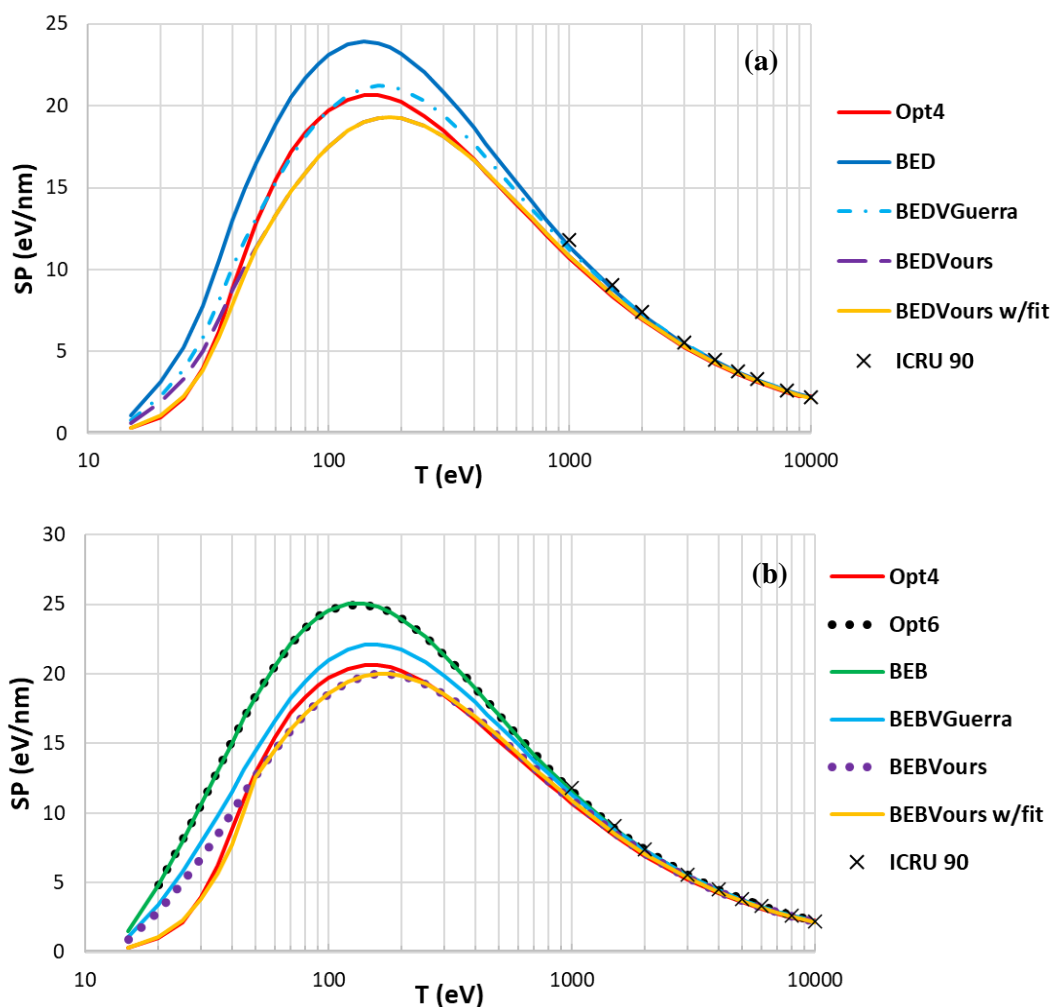 25
20
15
10
5
0
SP (eV/nm)
(a)
10
100
1000
10000
T (eV)
Opt4
BED
BEDVGuerra
BEDVours
BEDVours w/fit
ICRU 90
30
25
20
15
10
5
0
SP (eV/nm)
(b)
10
100
1000
10000
T (eV)
Opt4
Opt6
BEB
BEBVGuerra
BEBVours
BEBVours w/fit
ICRU 90